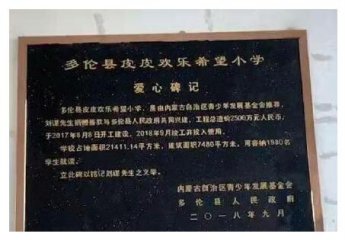 多伦县皮皮欢乐希望小学
爱心碑记
多伦县皮皮欢乐希望小学，是由内蒙古自治区青少年发展基金会推荐，
刘谋先生捐赠善款与多伦县人民政府共同兴建，工程总造价2500万元人民币，
于2017年6月8日开工建设，2018年9月竣工并投入使用。
学校占地面积21411.14平方米，建筑面积7480平方米，可容纳1980名
学生就读。
立此碑以铭记刘谋先生之义举。
内蒙古自治区青少年发展基金会
多伦县人民政府
二〇一八年九月